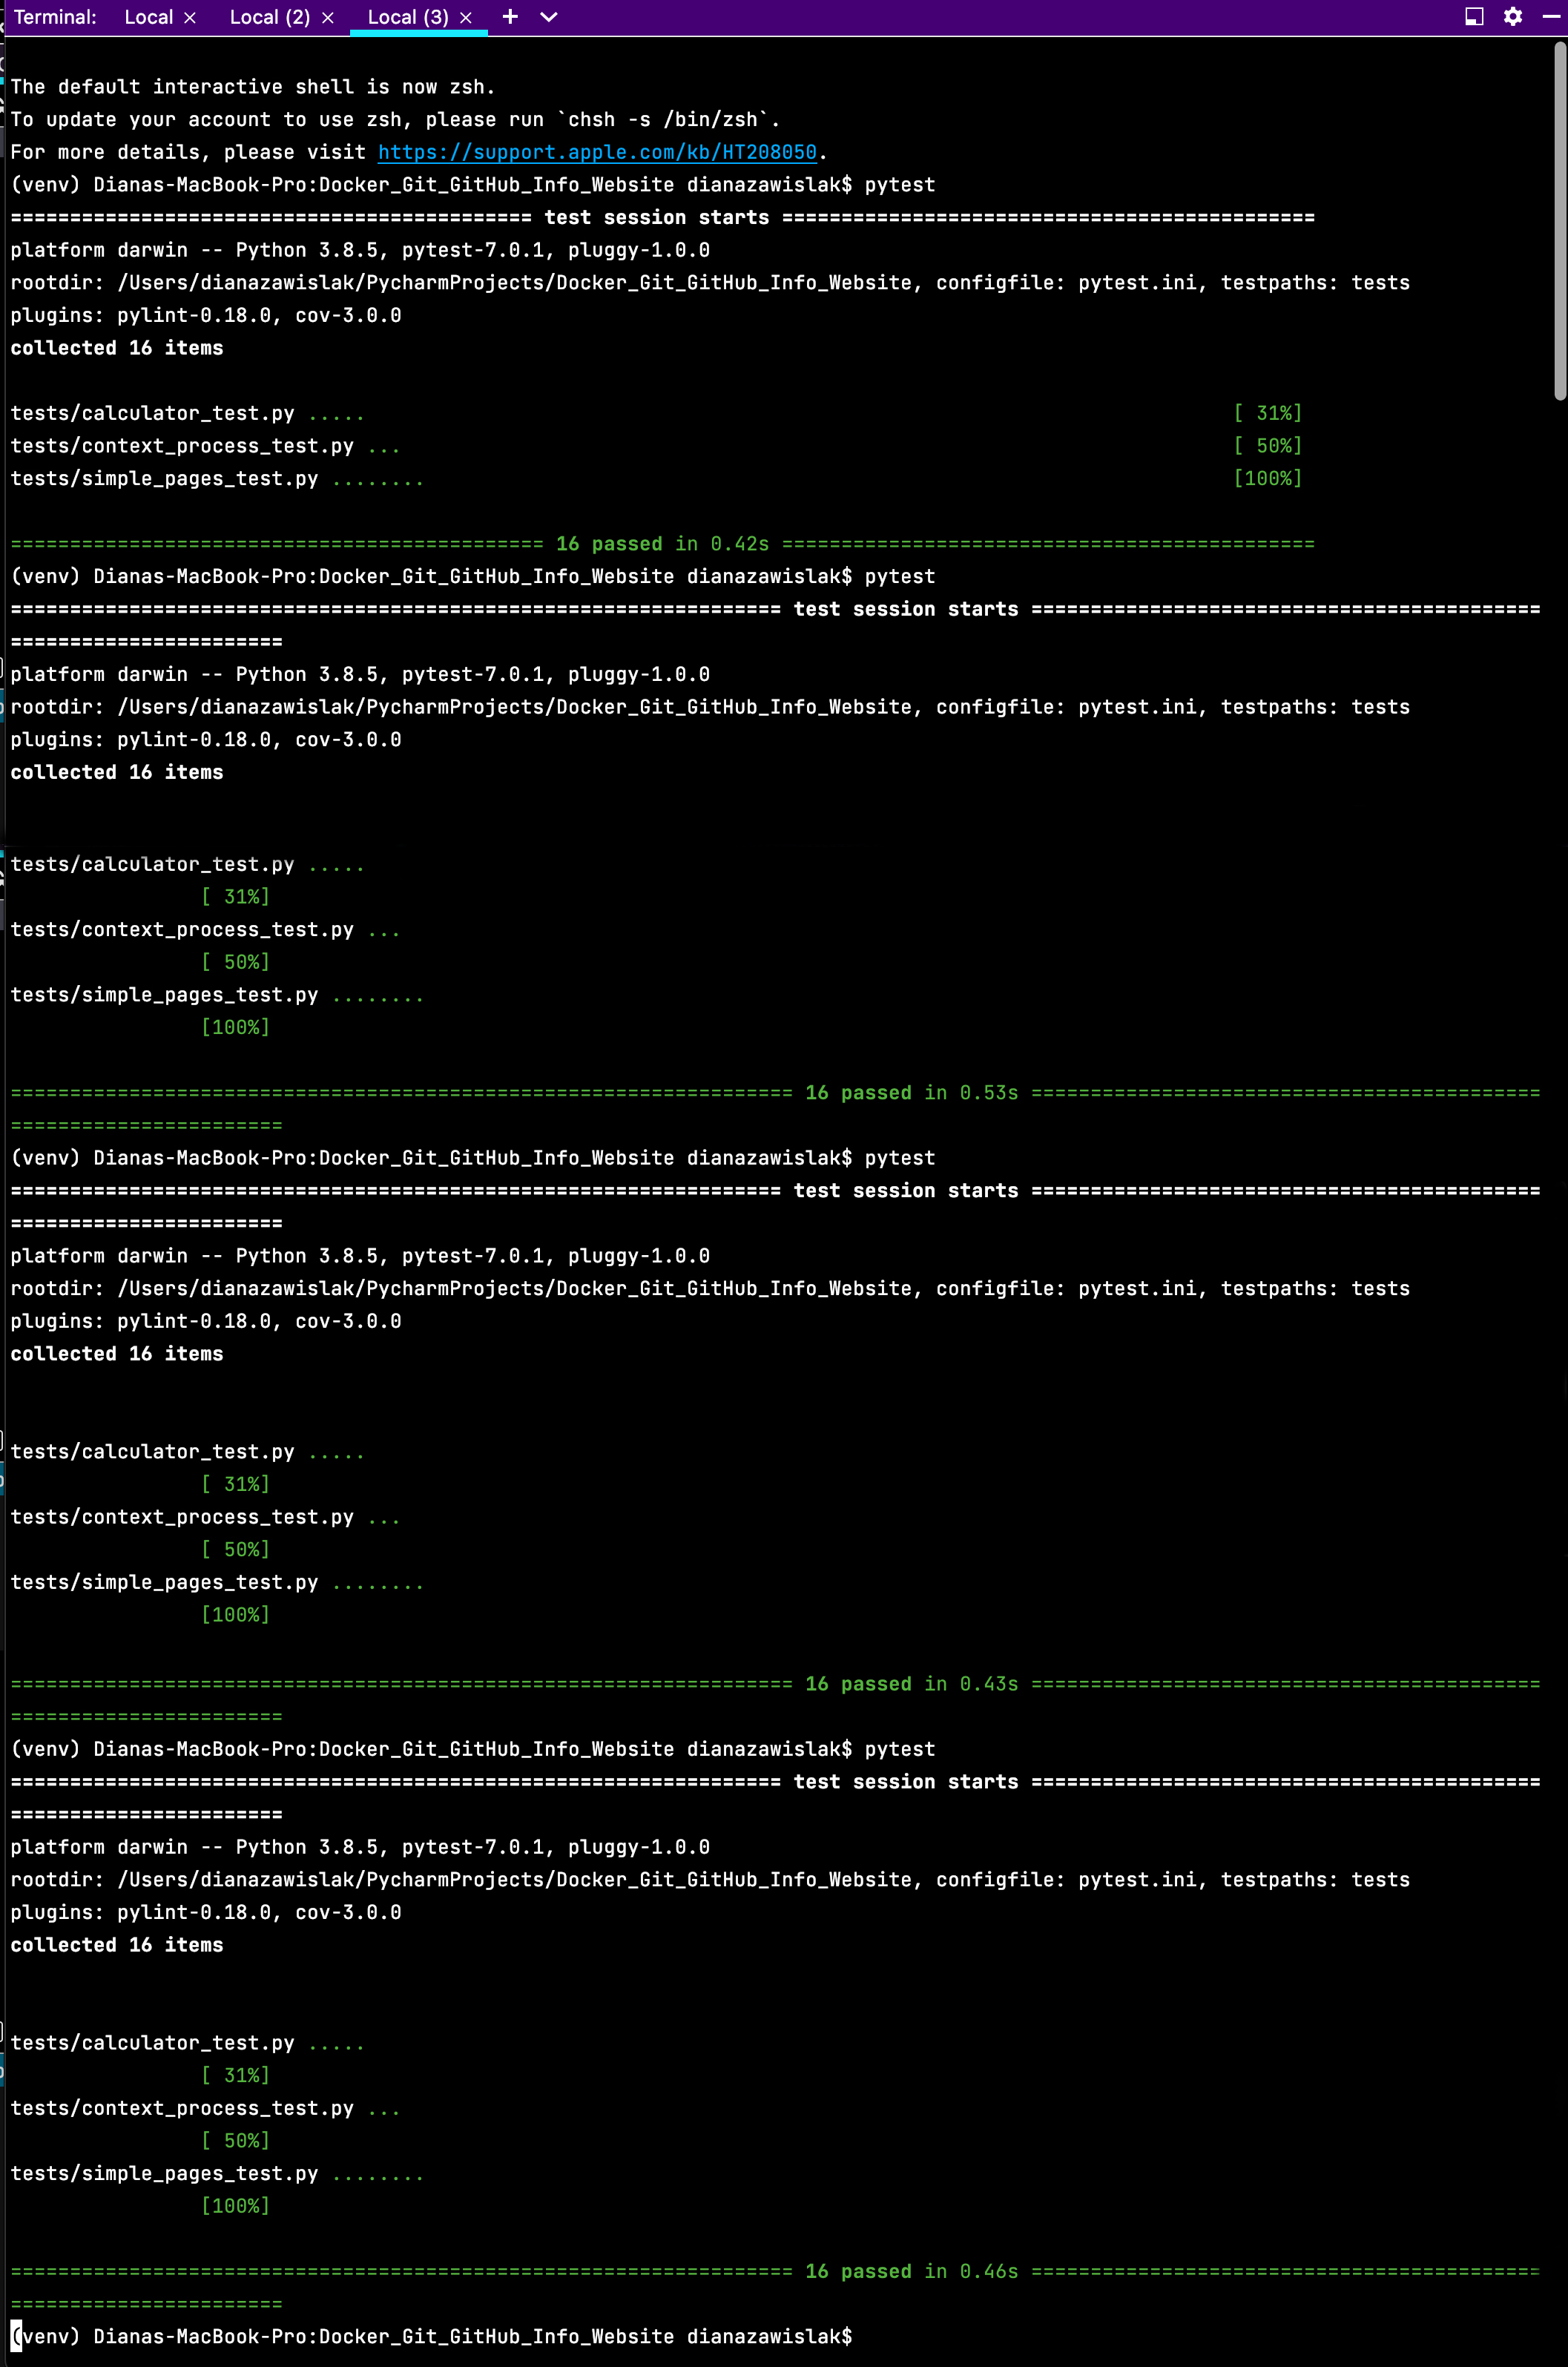 Terminal: Local × Local (2) × Local (3) × +
The default interactive shell is now zsh.
To update your account to use zsh, please run `chsh -s /bin/zsh`.
For more details, please visit https://support.apple.com/kb/HT208050.
(venv) Dianas-MacBook-Pro:Docker_Git_GitHub_Info_Website dianazawislak$ pytest
============================================ test session starts =============================================
platform darwin -- Python 3.8.5, pytest-7.0.1, pluggy-1.0.0
rootdir: /Users/dianazawislak/PycharmProjects/Docker_Git_GitHub_Info_Website, configfile: pytest.ini, testpaths: tests
plugins: pylint-0.18.0, cov-3.0.0
collected 16 items
tests/calculator_test.py ..... [ 31%]
tests/context_process_test.py ... [ 50%]
tests/simple_pages_test.py ........ [100%]
============================================= 16 passed in 0.42s =============================================
(venv) Dianas-MacBook-Pro:Docker_Git_GitHub_Info_Website dianazawislak$ pytest
================================================================= test session starts ===========================================
=======================
platform darwin -- Python 3.8.5, pytest-7.0.1, pluggy-1.0.0
rootdir: /Users/dianazawislak/PycharmProjects/Docker_Git_GitHub_Info_Website, configfile: pytest.ini, testpaths: tests
plugins: pylint-0.18.0, cov-3.0.0
collected 16 items
tests/calculator_test.py .....
[ 31%]
tests/context_process_test.py ...
[ 50%]
tests/simple_pages_test.py ........
[100%]
================================================================== 16 passed in 0.53s ===========================================
=======================
(venv) Dianas-MacBook-Pro:Docker_Git_GitHub_Info_Website dianazawislak$ pytest
================================================================= test session starts ===========================================
=======================
platform darwin -- Python 3.8.5, pytest-7.0.1, pluggy-1.0.0
rootdir: /Users/dianazawislak/PycharmProjects/Docker_Git_GitHub_Info_Website, configfile: pytest.ini, testpaths: tests
plugins: pylint-0.18.0, cov-3.0.0
collected 16 items
tests/calculator_test.py .....
[ 31%]
tests/context_process_test.py ...
[ 50%]
tests/simple_pages_test.py ........
[100%]
================================================================== 16 passed in 0.43s ===========================================
=======================
(venv) Dianas-MacBook-Pro:Docker_Git_GitHub_Info_Website dianazawislak$ pytest
================================================================= test session starts ===========================================
=======================
platform darwin -- Python 3.8.5, pytest-7.0.1, pluggy-1.0.0
rootdir: /Users/dianazawislak/PycharmProjects/Docker_Git_GitHub_Info_Website, configfile: pytest.ini, testpaths: tests
plugins: pylint-0.18.0, cov-3.0.0
collected 16 items
tests/calculator_test.py .....
[ 31%]
tests/context_process_test.py ...
[ 50%]
tests/simple_pages_test.py ........
[100%]
================================================================== 16 passed in 0.46s ===========================================
=======================
(venv) Dianas-MacBook-Pro:Docker_Git_GitHub_Info_Website dianazawislak$